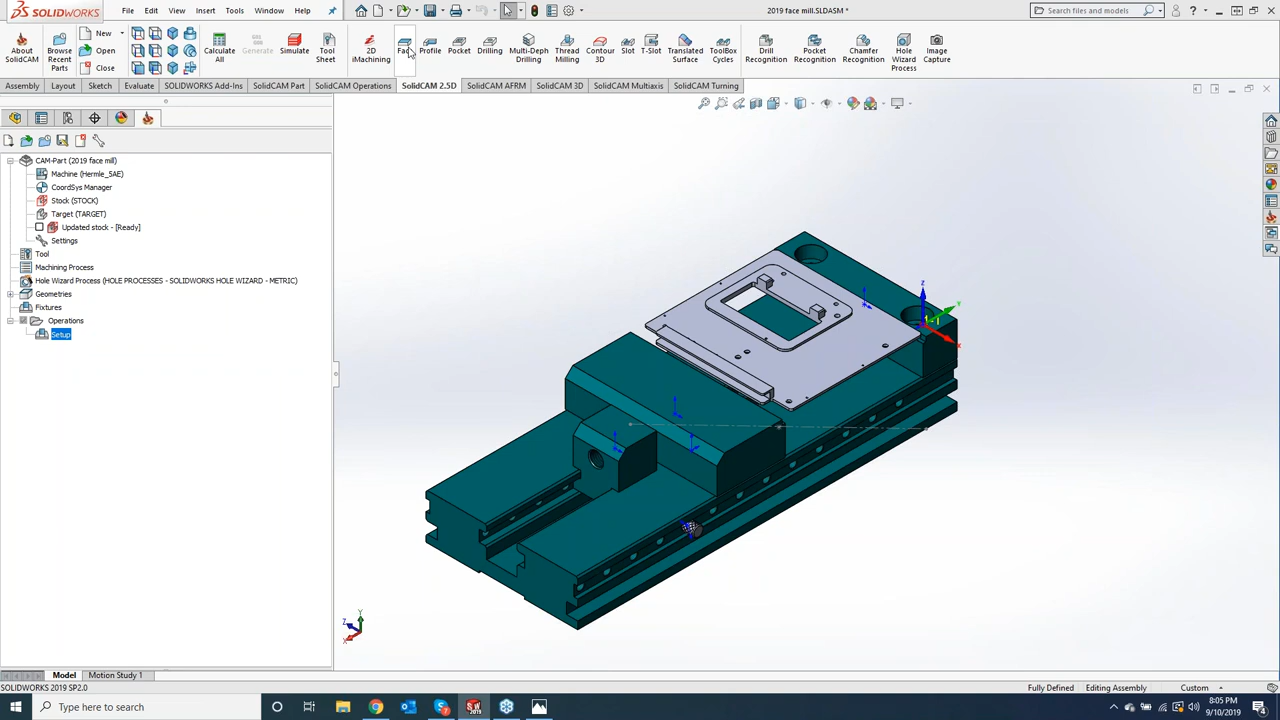 SOLIDWORKS File Edit View Insert Tools Window Help 2019 face mill.SLDASM * Search files and models
About SolidCAM
Browse Recent Parts
New
Open
Close
Calculate All
Generate
Simulate
Tool Sheet
2D iMachining
Face
Profile
Pocket
Drilling
Multi-Depth Drilling
Thread Milling
Contour 3D
Slot
T-Slot
Translated Surface
ToolBox Cycles
Drill Recognition
Pocket Recognition
Chamfer Recognition
Hole Wizard Process
Image Capture
Assembly Layout Sketch Evaluate SOLIDWORKS Add-Ins SolidCAM Part SolidCAM Operations SolidCAM 2.5D SolidCAM AFRM SolidCAM 3D SolidCAM Multiaxis SolidCAM Turning
CAM-Part (2019 face mill)
Machine (Hermle_5AE)
CoordSys Manager
Stock (STOCK)
Target (TARGET)
Updated stock - [Ready]
Settings
Tool
Machining Process
Hole Wizard Process (HOLE PROCESSES - SOLIDWORKS HOLE WIZARD - METRIC)
Geometries
Fixtures
Operations
Setup
Z
Y
X
Y
Z
X
Model Motion Study 1
SOLIDWORKS 2019 SP2.0 Fully Defined Editing Assembly Custom
Type here to search
8:05 PM
9/10/2019